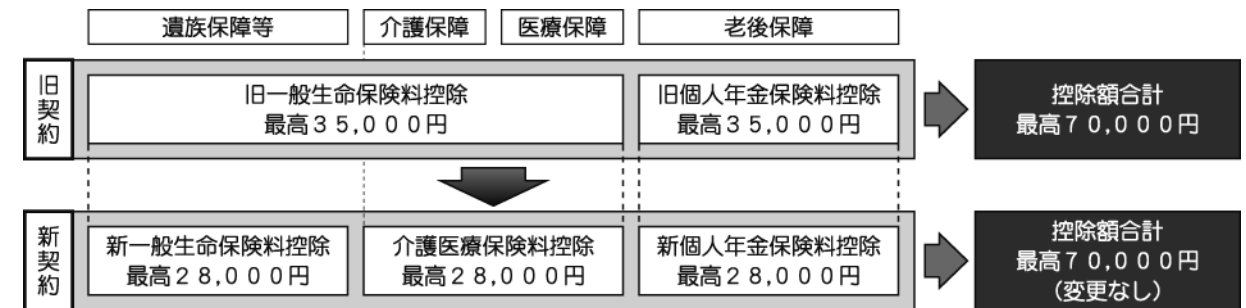 遺族保障等
介護保障
医療保障
老後保障
旧契約
旧一般生命保険料控除
最高３５,０００円
旧個人年金保険料控除
最高３５,０００円
控除額合計
最高７０,０００円
新契約
新一般生命保険料控除
最高２８,０００円
介護医療保険料控除
最高２８,０００円
新個人年金保険料控除
最高２８,０００円
控除額合計
最高７０,０００円
（変更なし）